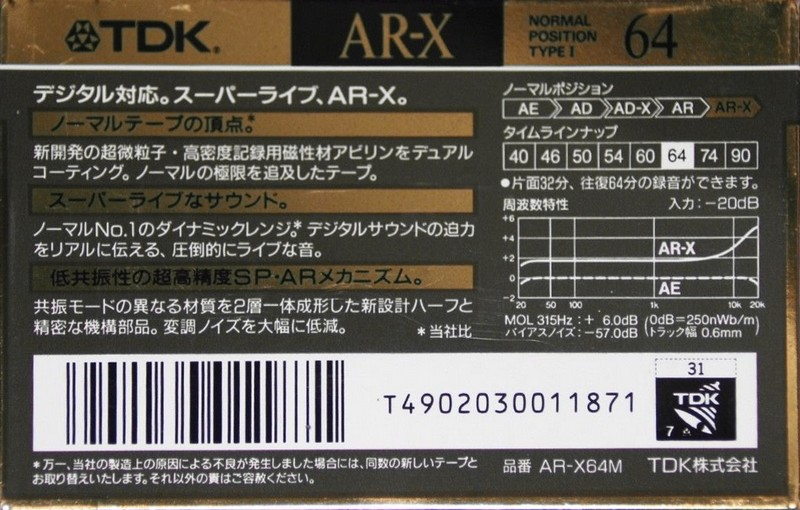 TDK®
AR-X
NORMAL
POSITION
TYPE I
64
デジタル対応。スーパーライブ、AR-X。
ノーマルテープの頂点。*
新開発の超微粒子・高密度記録用磁性材アビリンをデュアル
コーティング。ノーマルの極限を追及したテープ。
スーパーライブなサウンド。
ノーマルNo.1のダイナミックレンジ。*デジタルサウンドの迫力
をリアルに伝える、圧倒的にライブな音。
低共振性の超高精度SP・ARメカニズム。
共振モードの異なる材質を2層一体成形した新設計ハーフと
精密な機構部品。変調ノイズを大幅に低減。
*当社比
ノーマルポジション
AE AD AD-X AR AR-X
タイムラインナップ
40 46 50 54 60 64 74 90
●片面32分、往復64分の録音ができます。
周波数特性 入力:−20dB
+6
+4
+2
0
−2
AR-X
AE
20 50 100 1k 10k 20k
MOL 315Hz:+ 6.0dB (0dB=250nWb/m)
バイアスノイズ:−57.0dB (トラック幅 0.6mm)
T4902030011871
31
TDK
7
*万一、当社の製造上の原因による不良が発生しました場合には、同数の新しいテープと
お取り替えいたします。それ以外の責はご容赦ください。
品番 AR-X64M TDK株式会社